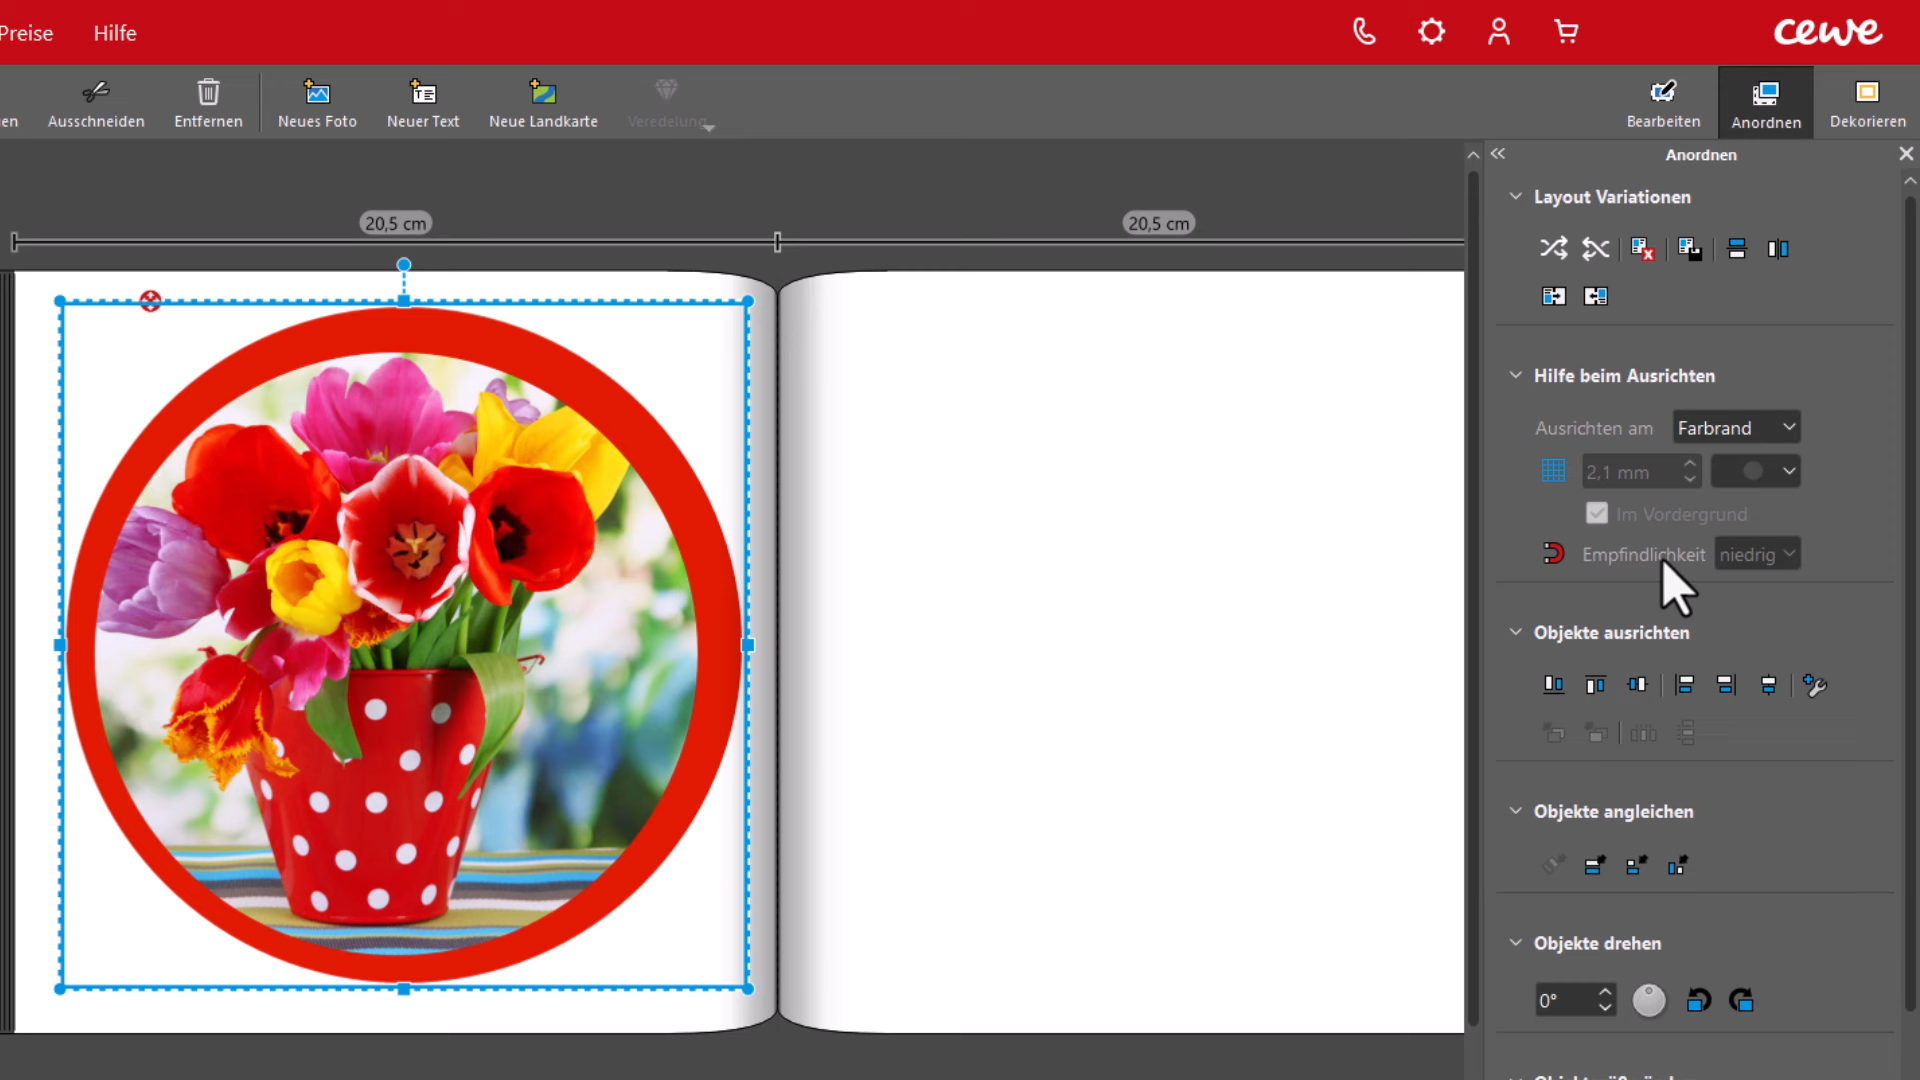 Preise Hilfe cewe
Ausschneiden Entfernen Neues Foto Neuer Text Neue Landkarte Veredelung Bearbeiten Anordnen Dekorieren
Anordnen
20,5 cm 20,5 cm
Layout Variationen
Hilfe beim Ausrichten
Ausrichten am Farbrand
2,1 mm
Im Vordergrund
Empfindlichkeit niedrig
Objekte ausrichten
Objekte angleichen
Objekte drehen
0°